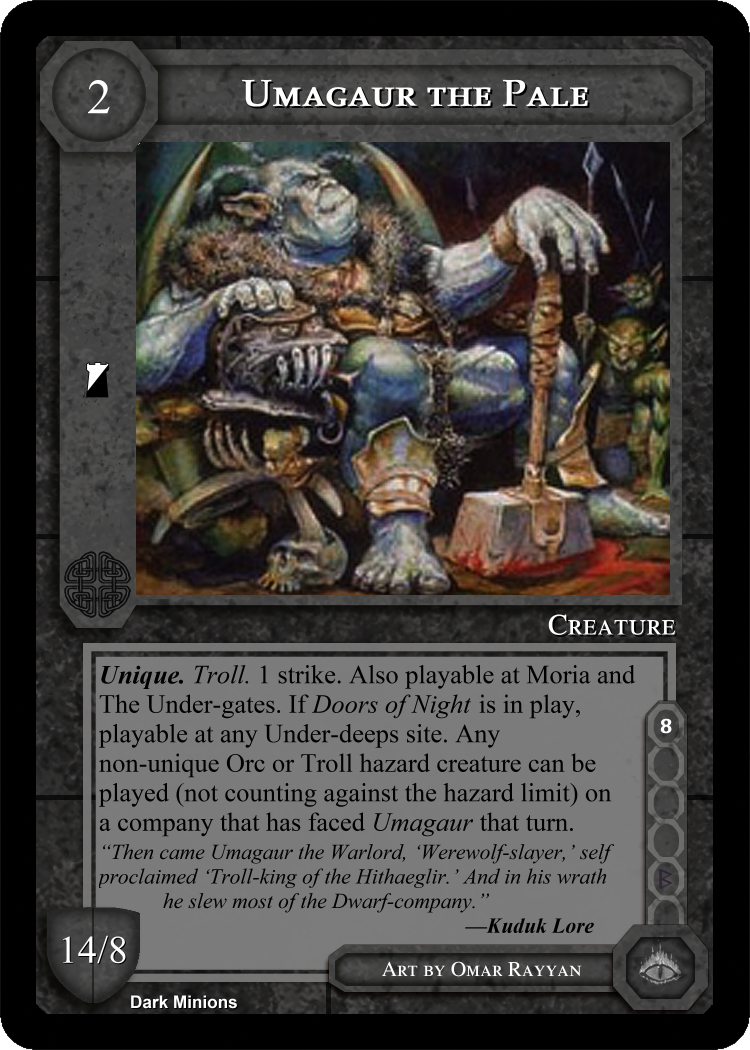 2
UMAGAUR THE PALE
CREATURE
Unique. Troll. 1 strike. Also playable at Moria and
The Under-gates. If Doors of Night is in play,
playable at any Under-deeps site. Any
non-unique Orc or Troll hazard creature can be
played (not counting against the hazard limit) on
a company that has faced Umagaur that turn.
“Then came Umagaur the Warlord, ‘Werewolf-slayer,’ self
proclaimed ‘Troll-king of the Hithaeglir.’ And in his wrath
he slew most of the Dwarf-company.”
—Kuduk Lore
8
14/8
ART BY OMAR RAYYAN
Dark Minions